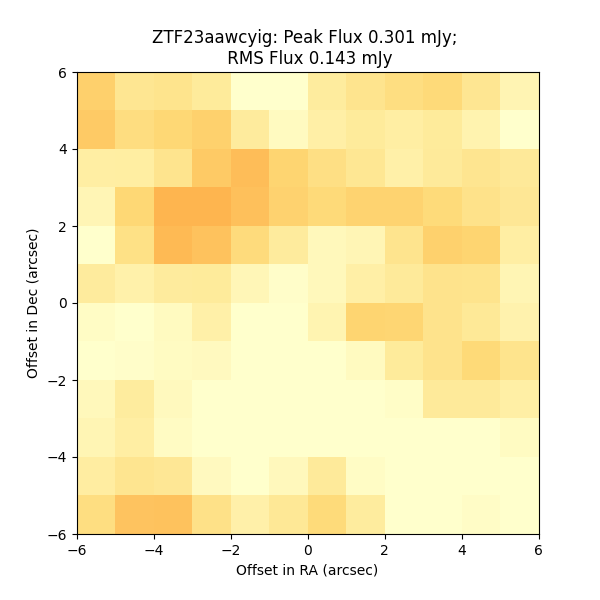 ZTF23aawcyig: Peak Flux 0.301 mJy;
RMS Flux 0.143 mJy
6
4
2
0
−2
−4
−6
Offset in Dec (arcsec)
−6 −4 −2 0 2 4 6
Offset in RA (arcsec)